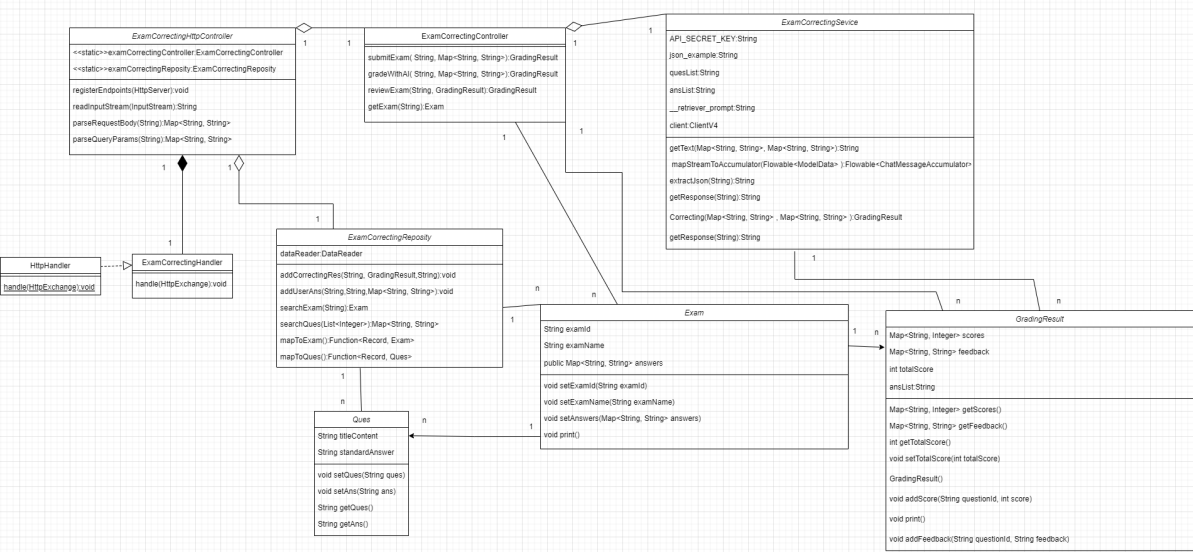 ExamCorrectingHttpController
<<static>>examCorrectingController:ExamCorrectingController
<<static>>examCorrectingReposity:ExamCorrectingReposity
registerEndpoints(HttpServer):void
readInputStream(InputStream):String
parseRequestBody(String):Map<String, String>
parseQueryParams(String):Map<String, String>
1
1
ExamCorrectingController
submitExam( String, Map<String, String>):GradingResult
gradeWithAI( String, Map<String, String>):GradingResult
reviewExam(String, GradingResult):GradingResult
getExam(String):Exam
1
1
ExamCorrectingSevice
API_SECRET_KEY:String
json_example:String
quesList:String
ansList:String
__retriever_prompt:String
client:ClientV4
getText(Map<String, String>, Map<String, String>):String
mapStreamToAccumulator(Flowable<ModelData> ):Flowable<ChatMessageAccumulator>
extractJson(String):String
getResponse(String):String
Correcting(Map<String, String> , Map<String, String> ):GradingResult
getResponse(String):String
1
1
1
1
1
1
1
HttpHandler
handle(HttpExchange):void
ExamCorrectingHandler
handle(HttpExchange):void
ExamCorrectingReposity
dataReader:DataReader
addCorrectingRes(String, GradingResult,String):void
addUserAns(String,String,Map<String, String>):void
searchExam(String):Exam
searchQues(List<Integer>):Map<String, String>
mapToExam():Function<Record, Exam>
mapToQues():Function<Record, Ques>
n
1
n
n
n
1
n
Exam
String examId
String examName
public Map<String, String> answers
void setExamId(String examId)
void setExamName(String examName)
void setAnswers(Map<String, String> answers)
void print()
1
n
GradingResult
Map<String, Integer> scores
Map<String, String> feedback
int totalScore
ansList:String
Map<String, Integer> getScores()
Map<String, String> getFeedback()
int getTotalScore()
void setTotalScore(int totalScore)
GradingResult()
void addScore(String questionId, int score)
void print()
void addFeedback(String questionId, String feedback)
1
n
Ques
String titleContent
String standardAnswer
void setQues(String ques)
void setAns(String ans)
String getQues()
String getAns()